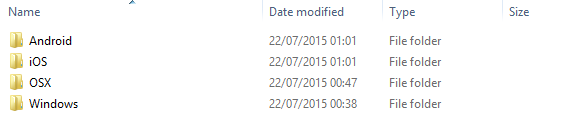 Name Date modified Type Size
Android 22/07/2015 01:01 File folder
iOS 22/07/2015 01:01 File folder
OSX 22/07/2015 00:47 File folder
Windows 22/07/2015 00:38 File folder